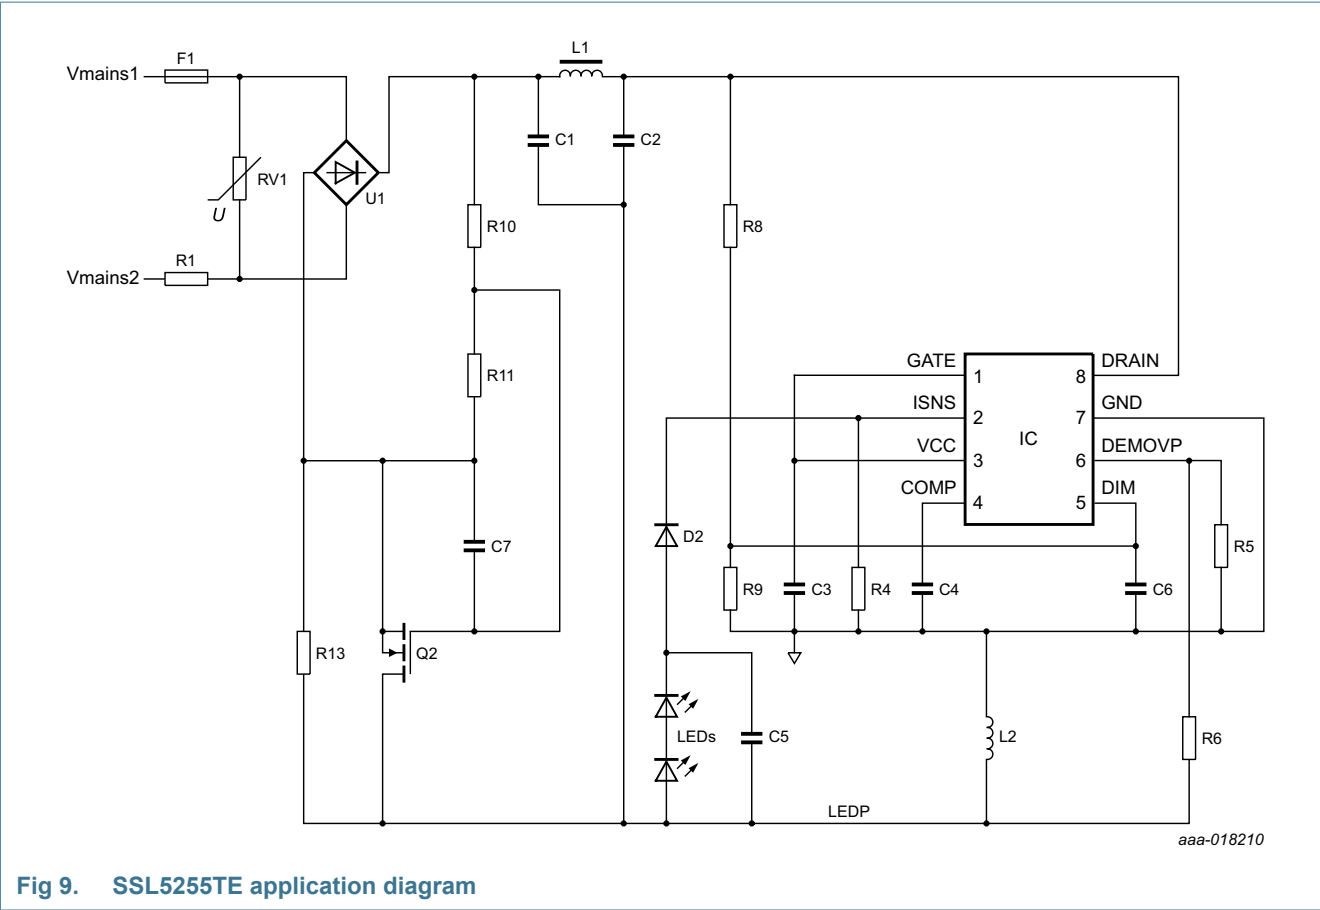 L1
F1
Vmains1
C1
C2
RV1
U1
U
R10
R8
R1
Vmains2
GATE
DRAIN
1
8
R11
ISNS
GND
2
7
IC
VCC
DEMOVP
3
6
COMP
DIM
4
5
D2
C7
R5
R9
C3
R4
C4
C6
R13
Q2
LEDs
C5
L2
R6
LEDP
aaa-018210
Fig 9. SSL5255TE application diagram